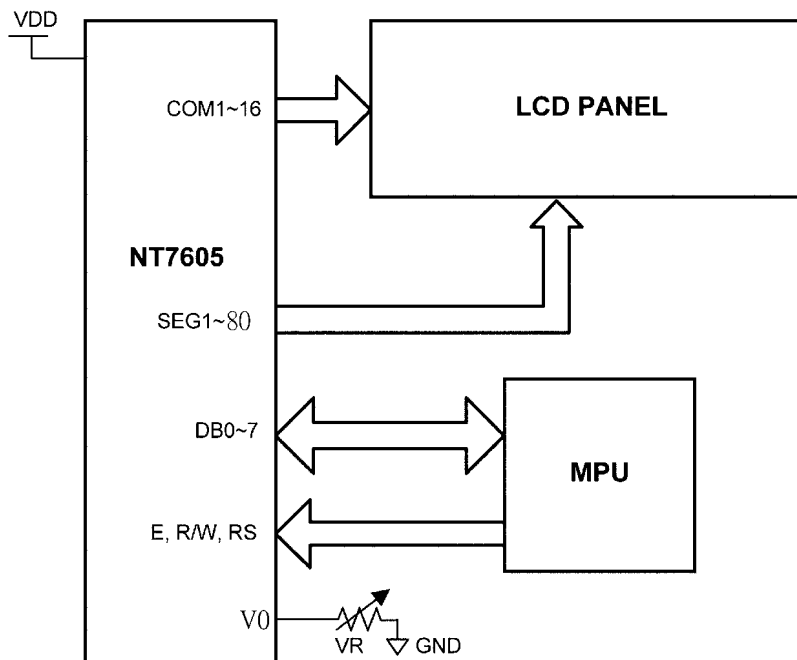 VDD
COM1~16
LCD PANEL
NT7605
SEG1~80
DB0~7
MPU
E, R/W, RS
V0
VR
GND